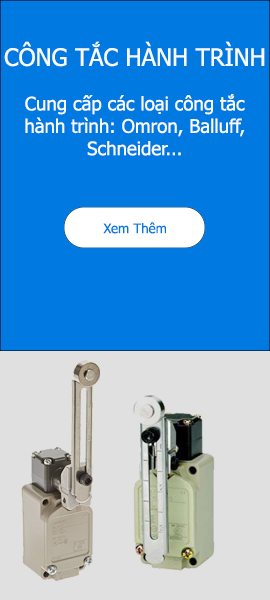 CÔNG TẮC HÀNH TRÌNH
Cung cấp các loại công tắc
hành trình: Omron, Balluff,
Schneider...
Xem Thêm